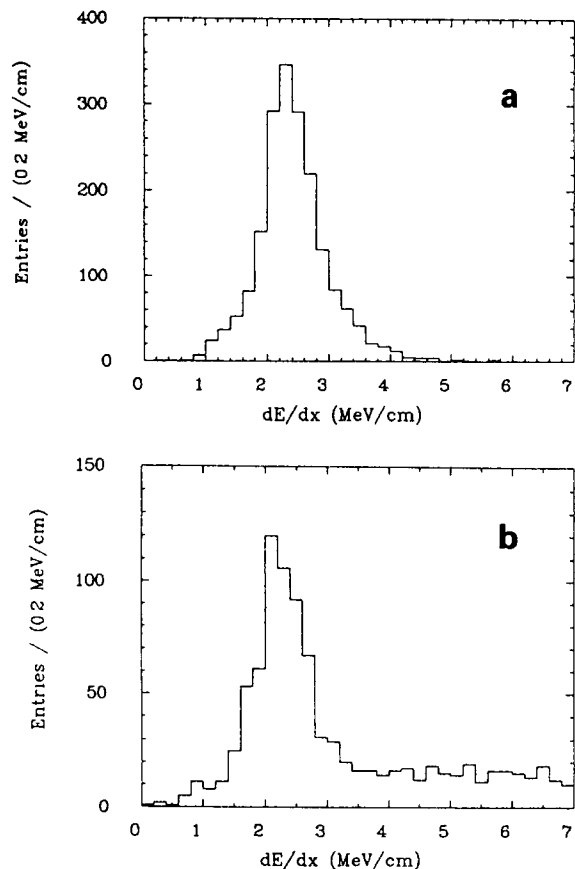 400
300
200
100
0
Entries / (0 2 MeV/cm)
a
0 1 2 3 4 5 6 7
dE/dx (MeV/cm)
150
100
50
0
Entries / (0 2 MeV/cm)
b
0 1 2 3 4 5 6 7
dE/dx (MeV/cm)